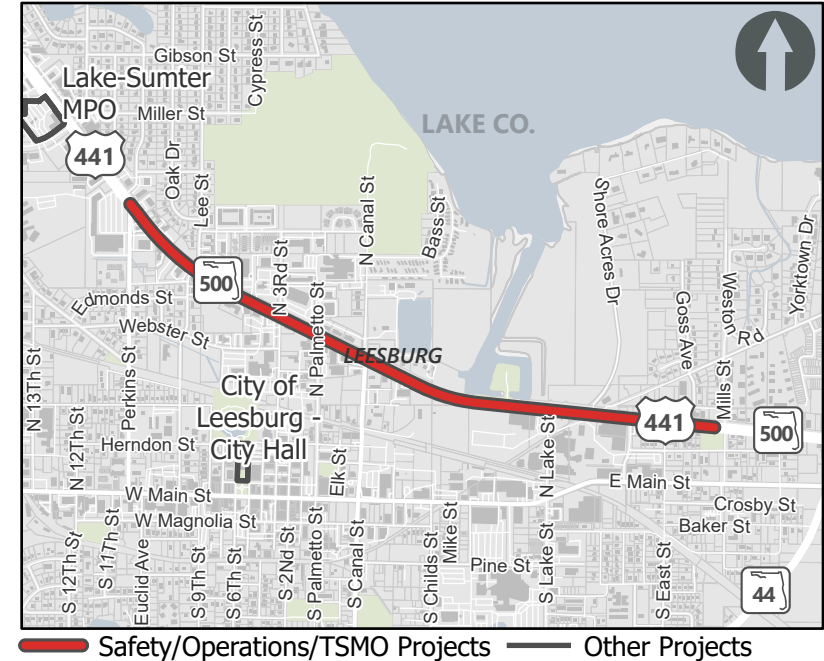 Gibson St
Cypress St
Lake-Sumter
MPO
Miller St
441
LAKE CO.
Oak Dr
Lee St
N Canal St
Bass St
Shore Acres Dr
Yorktown Dr
500
N 3Rd St
Edmonds St
Webster St
N Palmetto St
LEESBURG
Goss Ave
Weston
Rd
Mills St
N 13Th St
Perkins St
City of
Leesburg
City Hall
441
500
N 12Th St
Herndon St
Elk St
N Lake St
E Main St
W Main St
W Magnolia St
Crosby St
Baker St
S 12Th St
S 11Th St
Euclid Ave
S 9Th St
S 6Th St
S 2Nd St
S Palmetto St
S Canal St
S Childs St
Mike St
Pine St
S Lake St
S East St
44
Safety/Operations/TSMO Projects
Other Projects